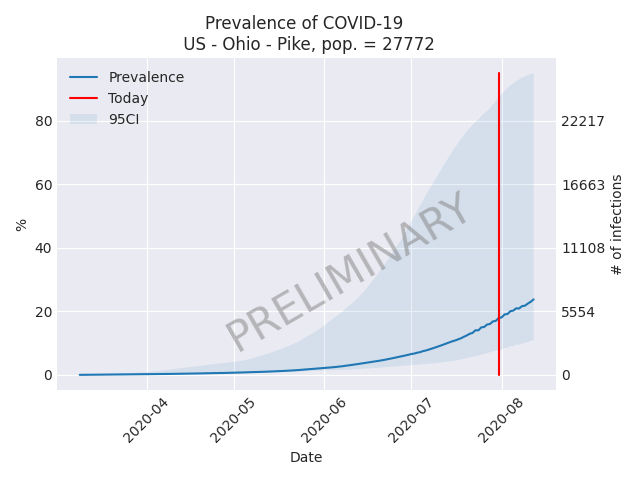 Prevalence of COVID-19
US - Ohio - Pike, pop. = 27772
Prevalence
Today
95CI
80
60
40
20
0
%
22217
16663
11108
5554
0
# of infections
PRELIMINARY
2020-04
2020-05
2020-06
2020-07
2020-08
Date